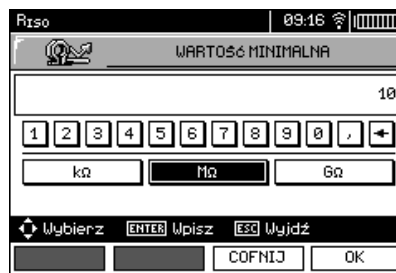 RISO 09:16
WARTOŚĆ MINIMALNA
10
1 2 3 4 5 6 7 8 9 0 , ←
kΩ MΩ GΩ
Wybierz ENTER Wpisz ESC Wyjdź
COFNIJ OK